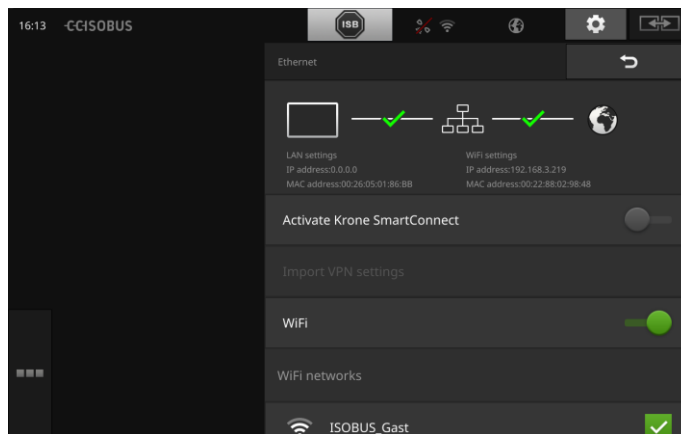 16:13 CCISOBUS
ISB
Ethernet
LAN settings
IP address:0.0.0.0
MAC address:00:26:05:01:86:BB
WiFi settings
IP address:192.168.3.219
MAC address:00:22:88:02:98:48
Activate Krone SmartConnect
Import VPN settings
WiFi
WiFi networks
ISOBUS_Gast